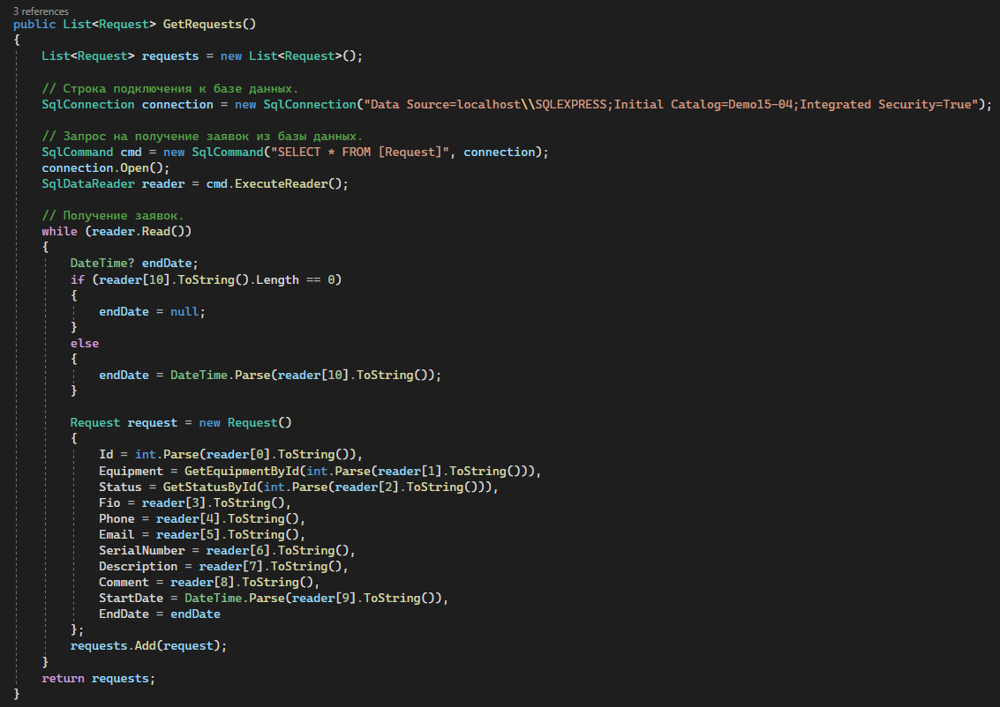 3 references
public List<Request> GetRequests()
{
List<Request> requests = new List<Request>();
// Строка подключения к базе данных.
SqlConnection connection = new SqlConnection("Data Source=localhost\\SQLEXPRESS;Initial Catalog=Demo15-04;Integrated Security=True");
// Запрос на получение заявок из базы данных.
SqlCommand cmd = new SqlCommand("SELECT * FROM [Request]", connection);
connection.Open();
SqlDataReader reader = cmd.ExecuteReader();
// Получение заявок.
while (reader.Read())
{
DateTime? endDate;
if (reader[10].ToString().Length == 0)
{
endDate = null;
}
else
{
endDate = DateTime.Parse(reader[10].ToString());
}
Request request = new Request()
{
Id = int.Parse(reader[0].ToString()),
Equipment = GetEquipmentById(int.Parse(reader[1].ToString())),
Status = GetStatusById(int.Parse(reader[2].ToString())),
Fio = reader[3].ToString(),
Phone = reader[4].ToString(),
Email = reader[5].ToString(),
SerialNumber = reader[6].ToString(),
Description = reader[7].ToString(),
Comment = reader[8].ToString(),
StartDate = DateTime.Parse(reader[9].ToString()),
EndDate = endDate
};
requests.Add(request);
}
return requests;
}